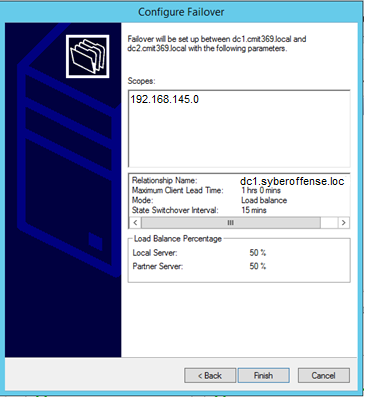 Configure Failover
Failover will be set up between dc1.cmit369.local and
dc2.cmit369.local with the following parameters.
Scopes:
192.168.145.0
Relationship Name: dc1.syberoffense.loc
Maximum Client Lead Time: 1 hrs 0 mins
Mode: Load balance
State Switchover Interval: 15 mins
Load Balance Percentage
Local Server: 50 %
Partner Server: 50 %
< Back Finish Cancel